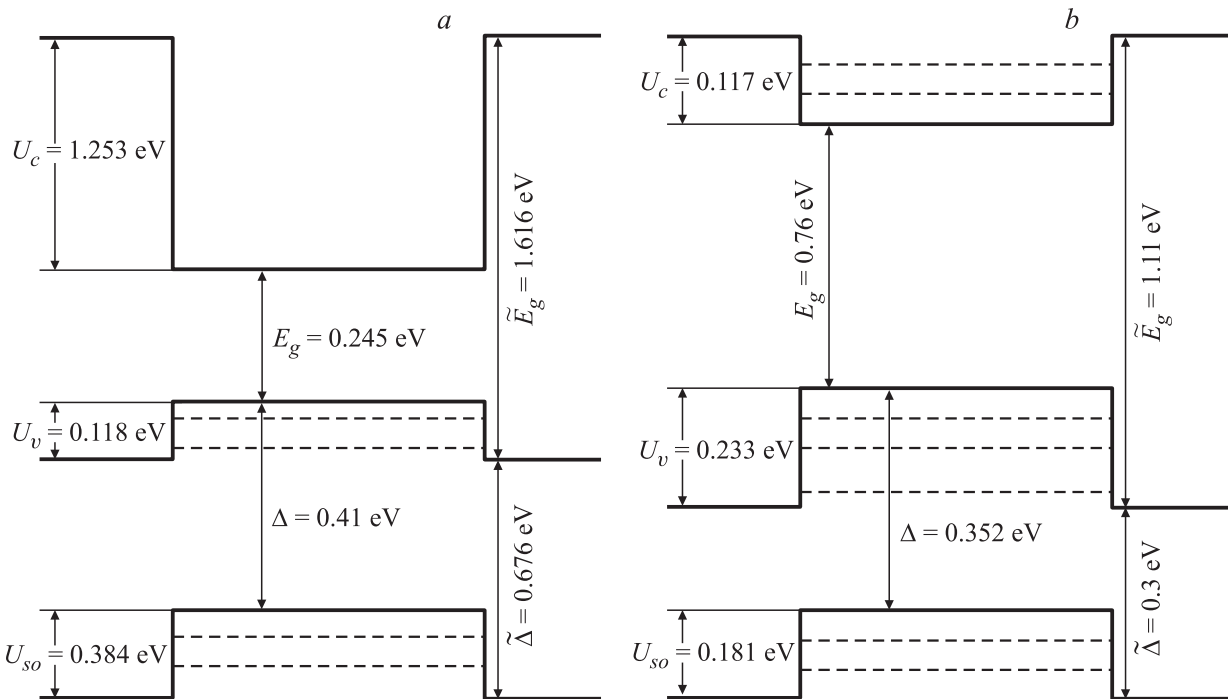 a
U_c = 1.253 eV
Ẽ_g = 1.616 eV
E_g = 0.245 eV
U_v = 0.118 eV
Δ = 0.41 eV
Δ̃ = 0.676 eV
U_so = 0.384 eV
b
U_c = 0.117 eV
E_g = 0.76 eV
Ẽ_g = 1.11 eV
U_v = 0.233 eV
Δ = 0.352 eV
Δ̃ = 0.3 eV
U_so = 0.181 eV